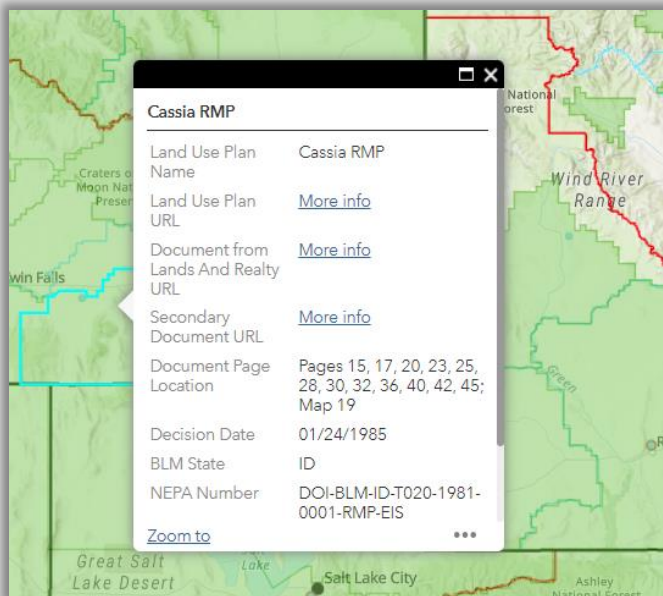 National
orest
Cassia RMP
Craters o
Moon Nat
Preser
Wind River
Range
win Falls
Land Use Plan
Name
Cassia RMP
Land Use Plan
URL
More info
Document from
Lands And Realty
URL
More info
Secondary
Document URL
More info
Document Page
Location
Pages 15, 17, 20, 23, 25,
28, 30, 32, 36, 40, 42, 45;
Map 19
Decision Date
01/24/1985
BLM State
ID
NEPA Number
DOI-BLM-ID-T020-1981-
0001-RMP-EIS
Zoom to
Green
R
Great Salt
Lake Desert
Lake
Salt Lake City
Ashley
National Forest